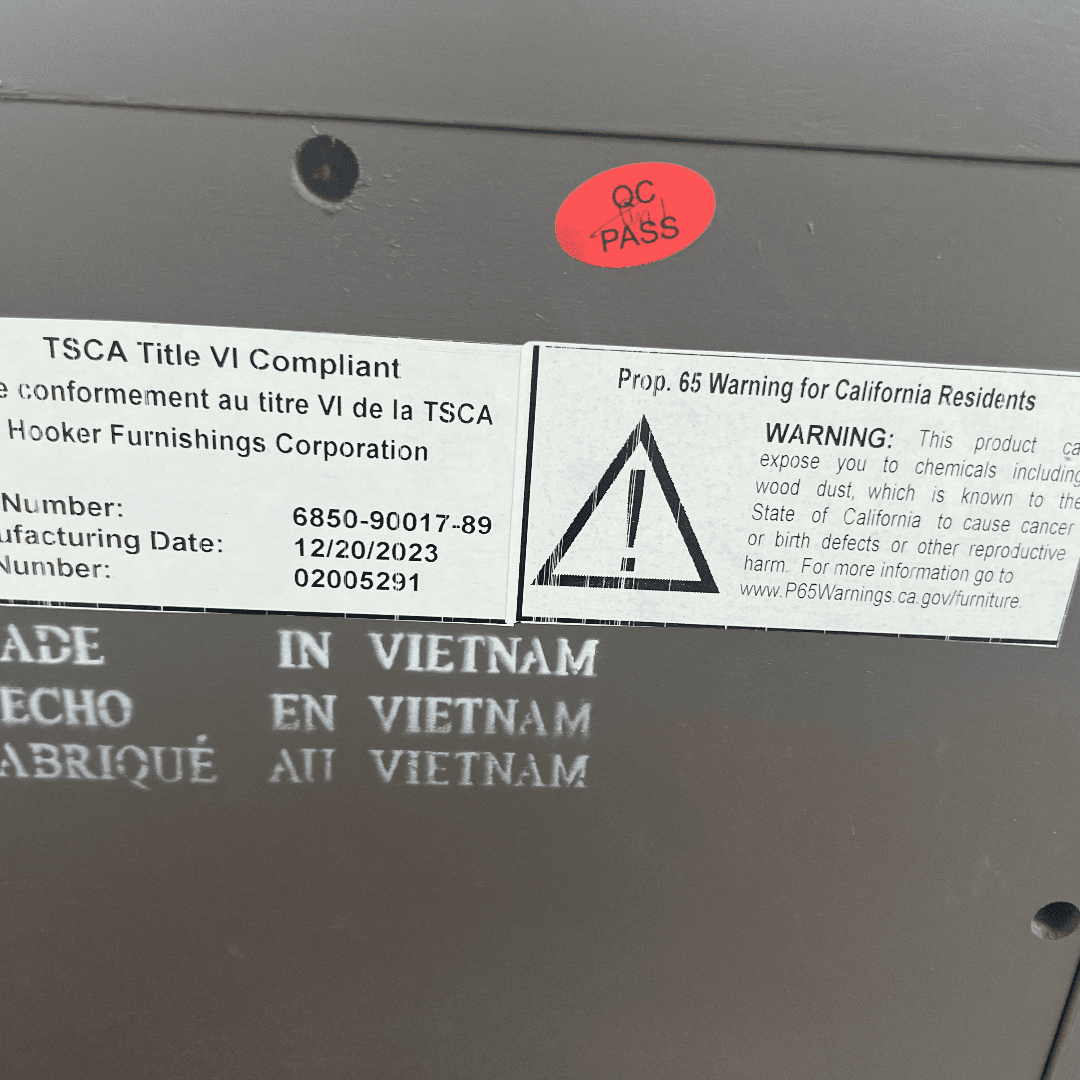 QC
PASS
TSCA Title VI Compliant
e conformement au titre VI de la TSCA
Hooker Furnishings Corporation
Number: 6850-90017-89
ufacturing Date: 12/20/2023
Number: 02005291
Prop. 65 Warning for California Residents
WARNING: This product ca
expose you to chemicals including
wood dust, which is known to the
State of California to cause cancer
or birth defects or other reproductive
harm. For more information go to
www.P65Warnings.ca.gov/furniture.
ADE IN VIETNAM
ECHO EN VIETNAM
ABRIQUÉ AU VIETNAM